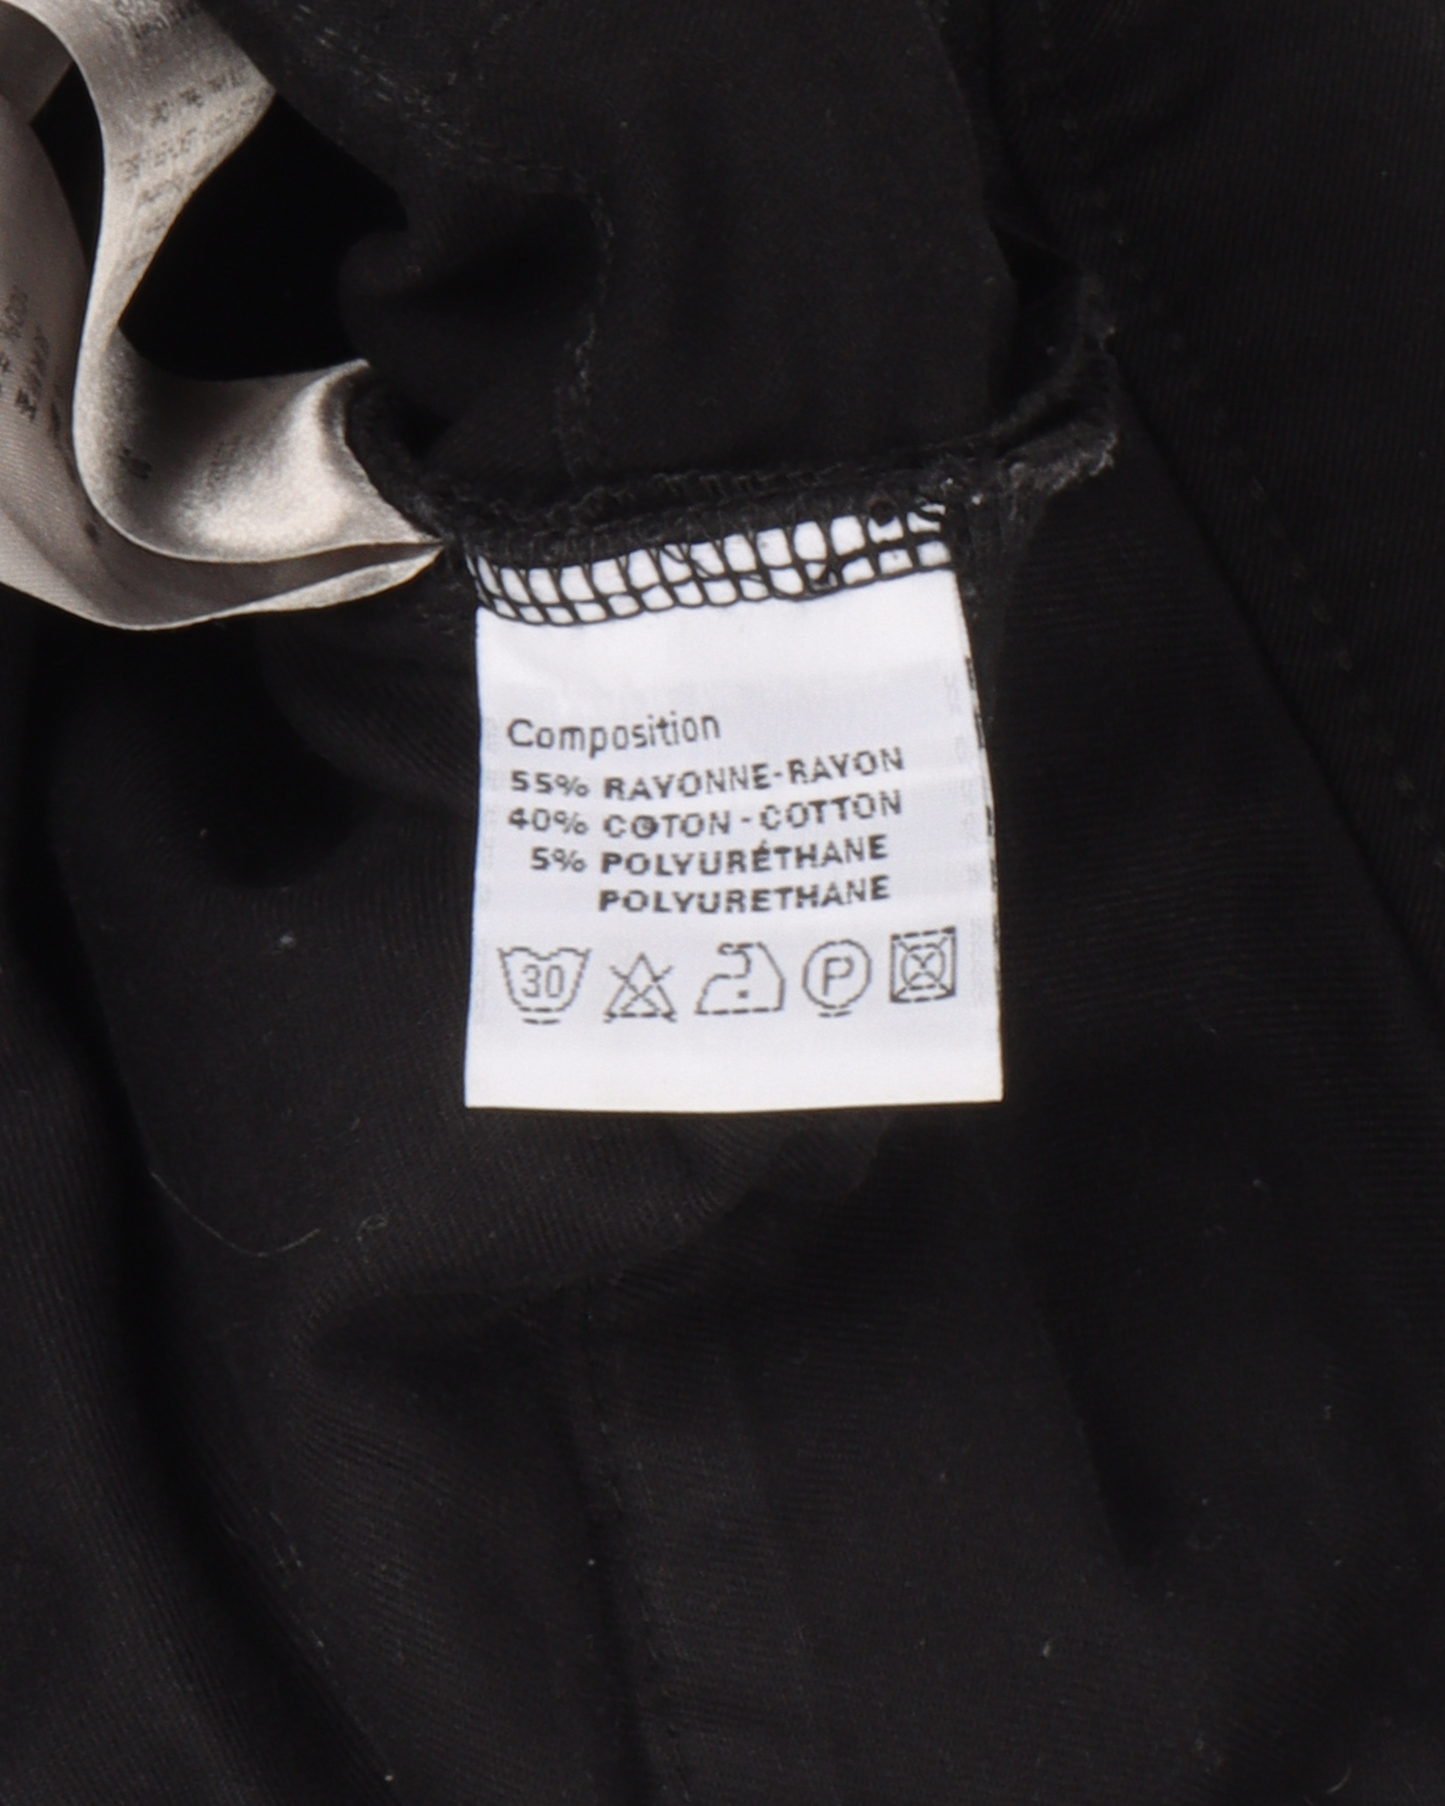 Composition
55% RAYONNE-RAYON
40% COTON-COTTON
5% POLYURÉTHANE
POLYURETHANE
30 P